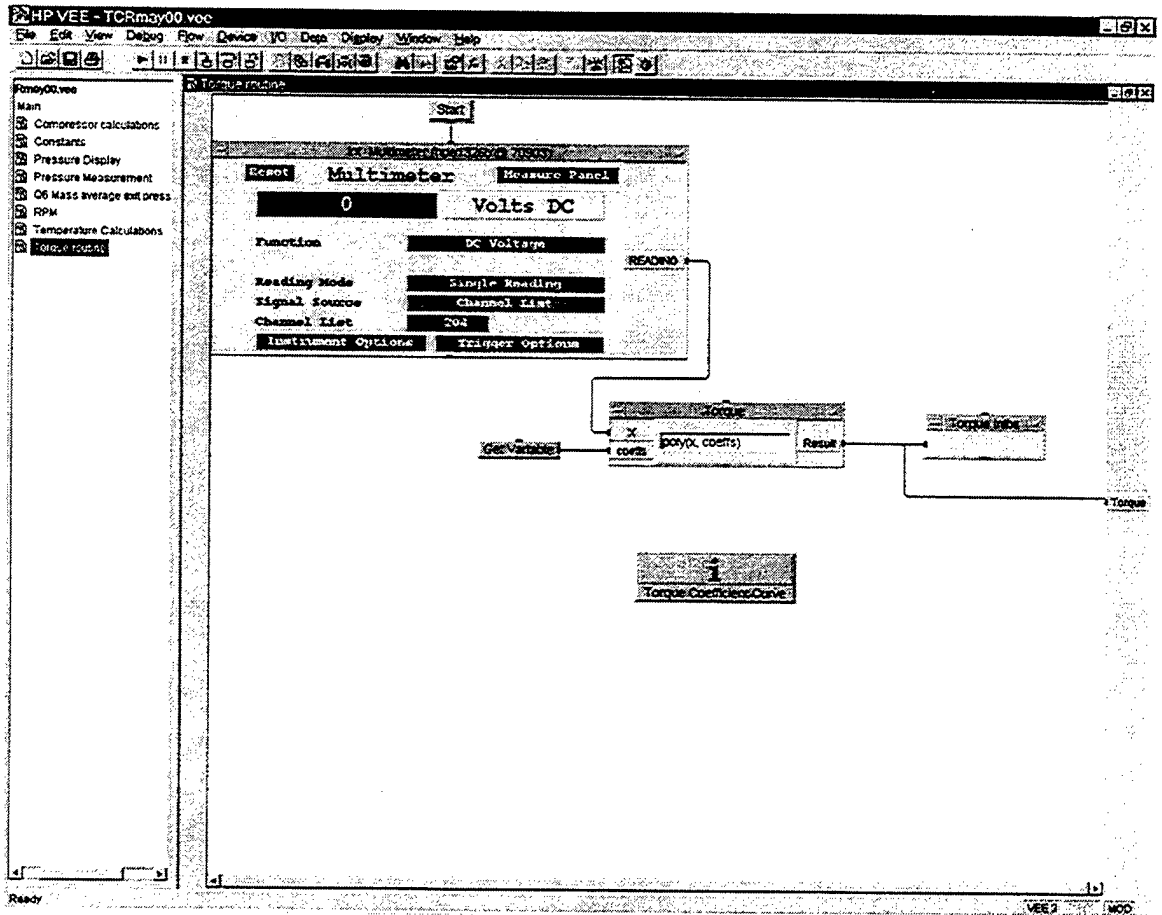 HP VEE - TCRmay00.vee
File Edit View Debug Flow Device I/O Data Display Window Help
Rmay00.vee
Main
Compressor calculations
Constants
Pressure Display
Pressure Measurement
Q6 Mass average exit press
RPM
Temperature Calculations
Torque routine
Torque routine
Start
Reset Multimeter Measure Panel
0 Volts DC
Function DC Voltage
READING
Reading Mode Single Reading
Signal Source Channel List
Channel List
Instrument Options Trigger Options
Torque
X
coeffs
poly(x, coeffs)
Result
Get Variable
Torque
i
Torque Coefficient Curve
Ready
VEE3 MOD